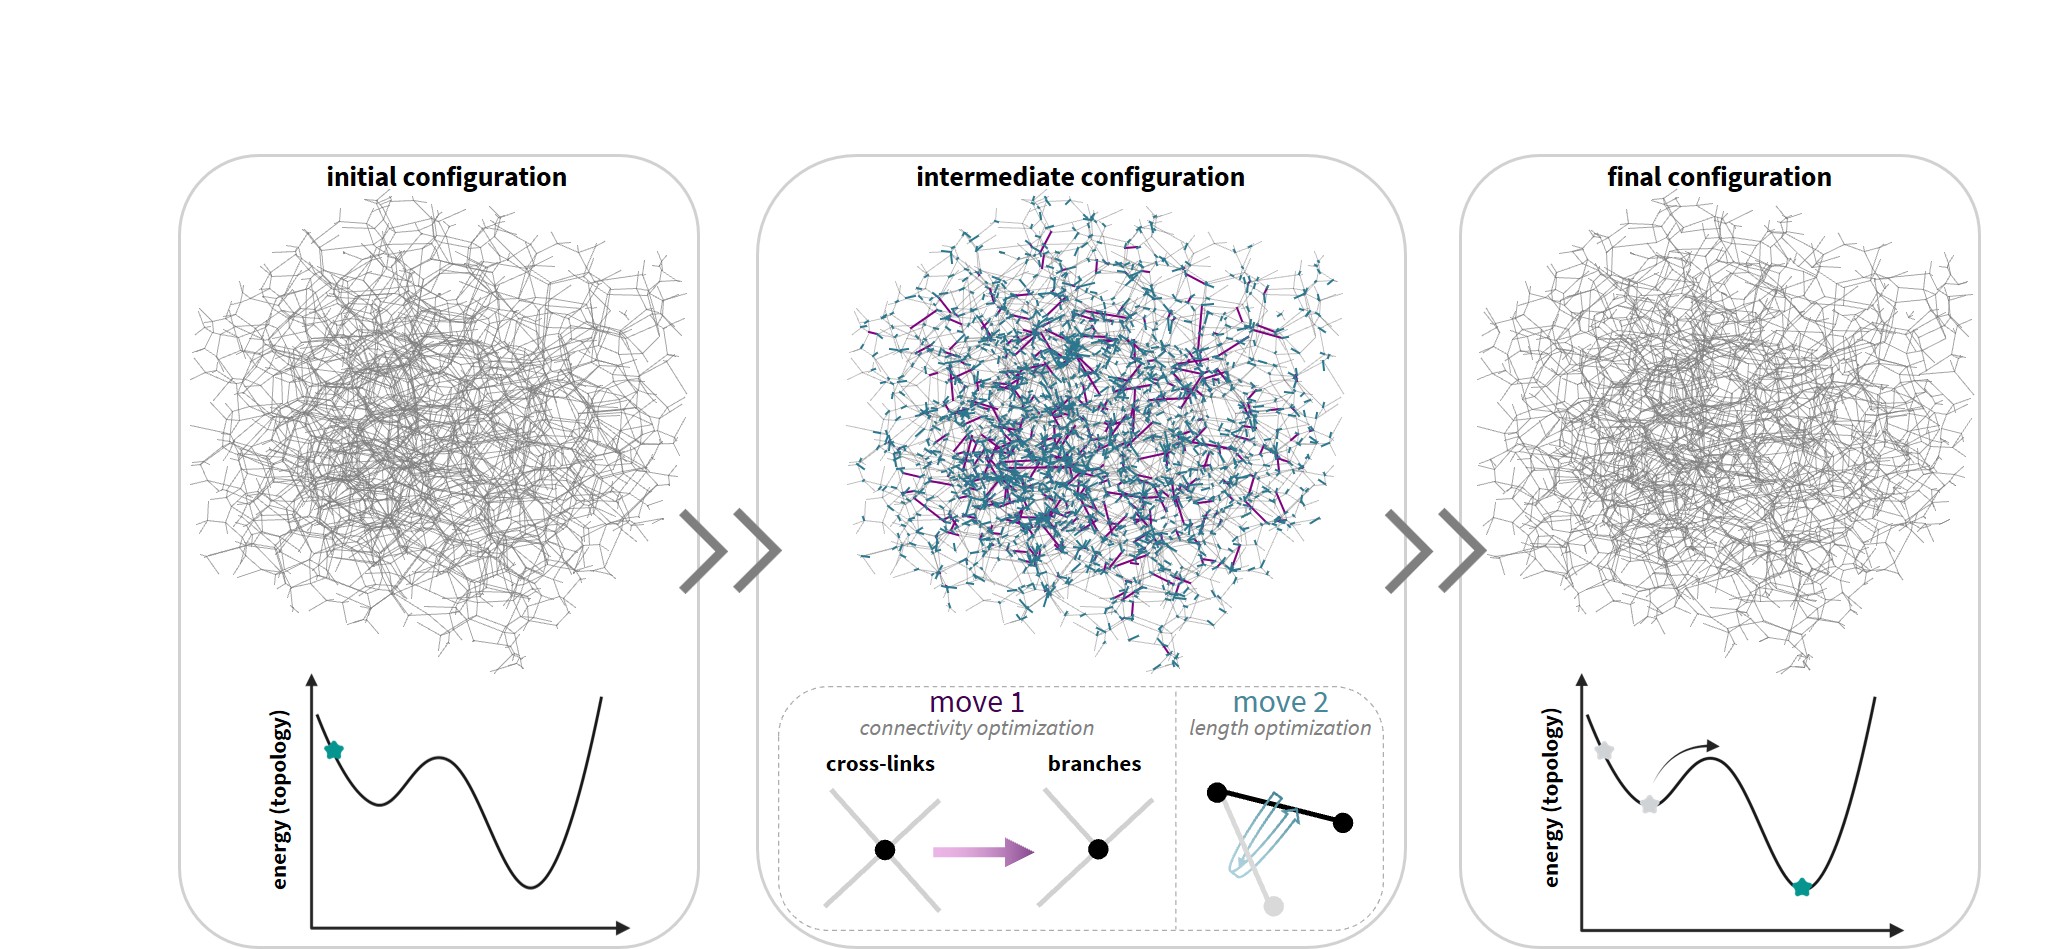 initial configuration
energy (topology)
intermediate configuration
move 1
connectivity optimization
cross-links
branches
move 2
length optimization
final configuration
energy (topology)